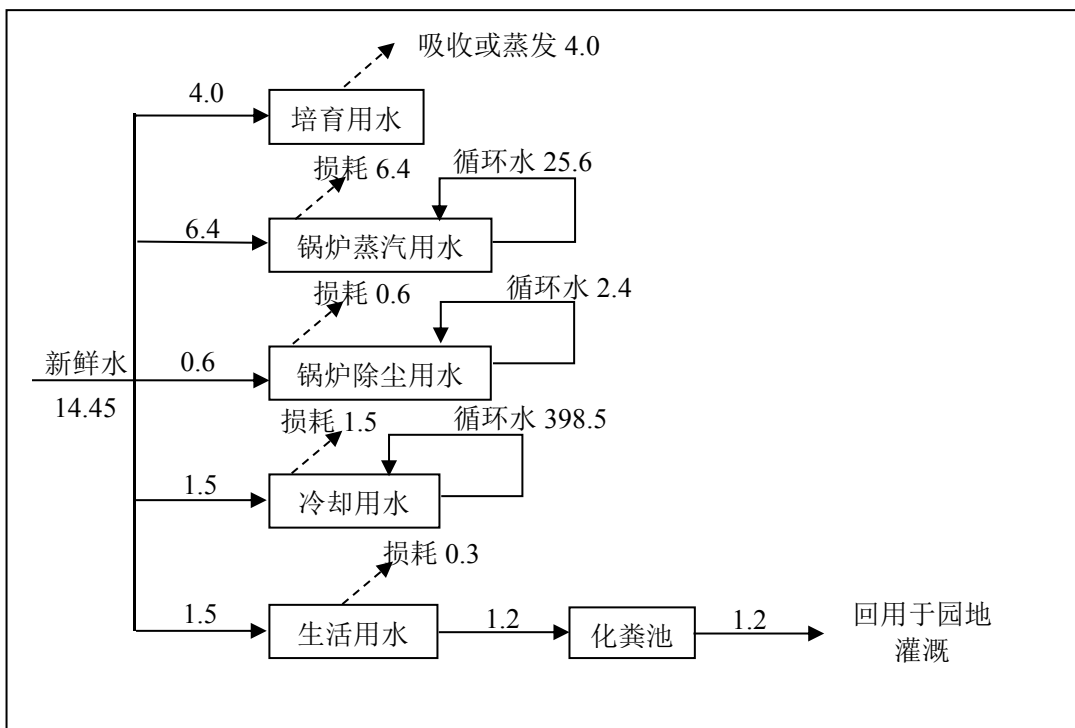 吸收或蒸发 4.0
4.0
培育用水
损耗 6.4
循环水 25.6
6.4
锅炉蒸汽用水
损耗 0.6
循环水 2.4
新鲜水
0.6
锅炉除尘用水
14.45
损耗 1.5
循环水 398.5
1.5
冷却用水
损耗 0.3
1.5
生活用水
1.2
化粪池
1.2
回用于园地
灌溉